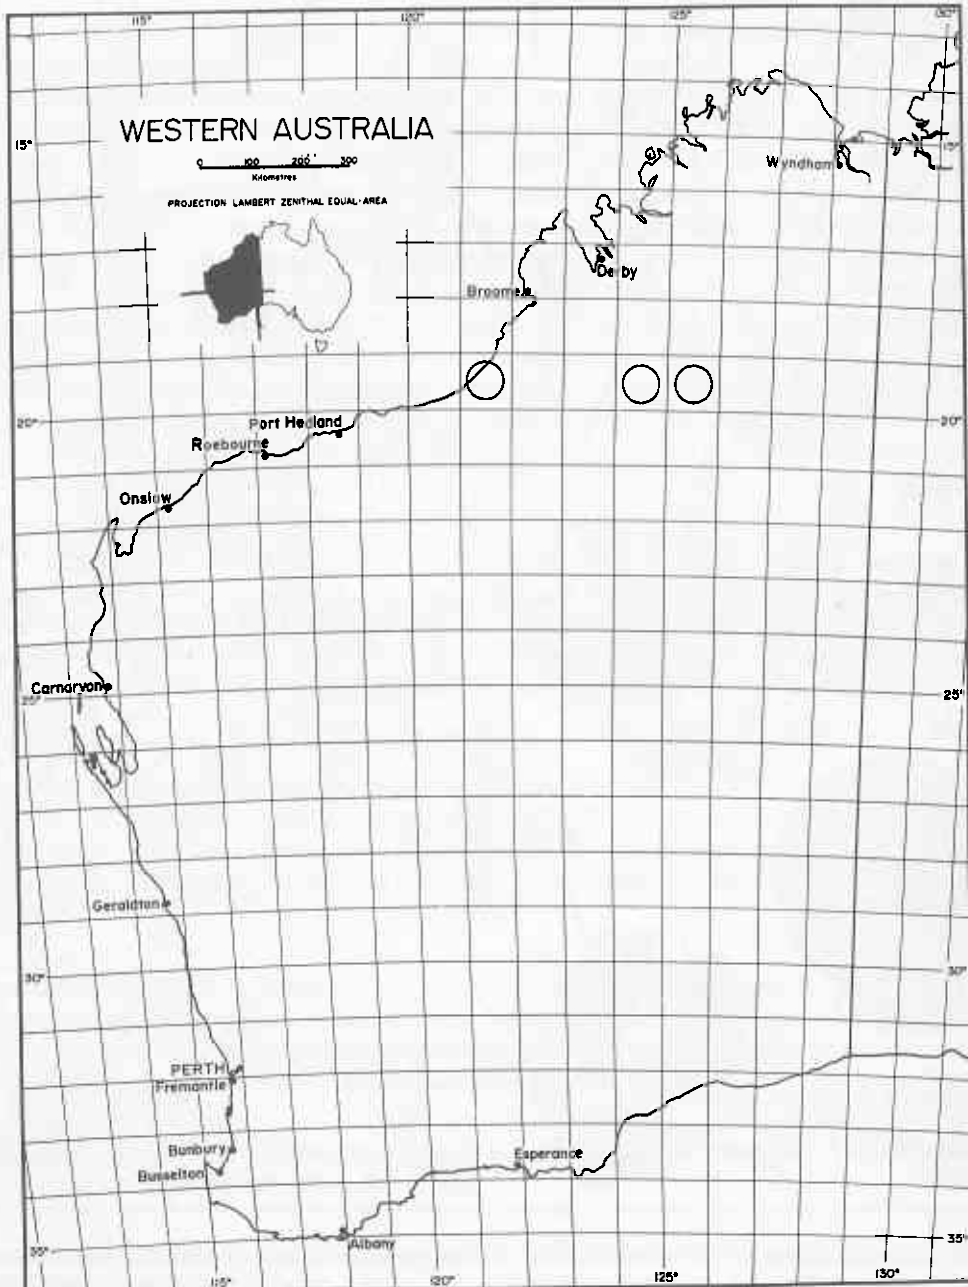 115° 120° 125° 130°
WESTERN AUSTRALIA
15° 15°
0 100 200 300
Kilometres
Wyndham
PROJECTION LAMBERT ZENITHAL EQUAL-AREA
Derby
Broome
20° Port Hedland 20°
Roebourne
Onslow
Carnarvon
25° 25°
Geraldton
30° 30°
PERTH
Fremantle
Bunbury
Esperance
Busselton
Albany
35° 35°
115° 120° 125° 130°